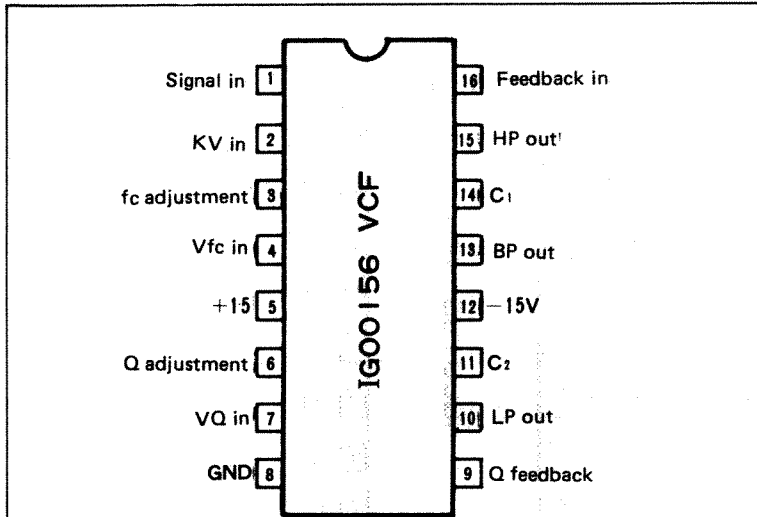 Signal in 1
KV in 2
fc adjustment 3
Vfc in 4
+15 5
Q adjustment 6
VQ in 7
GND 8
IG00156 VCF
16 Feedback in
15 HP out
14 C₁
13 BP out
12 −15V
11 C₂
10 LP out
9 Q feedback